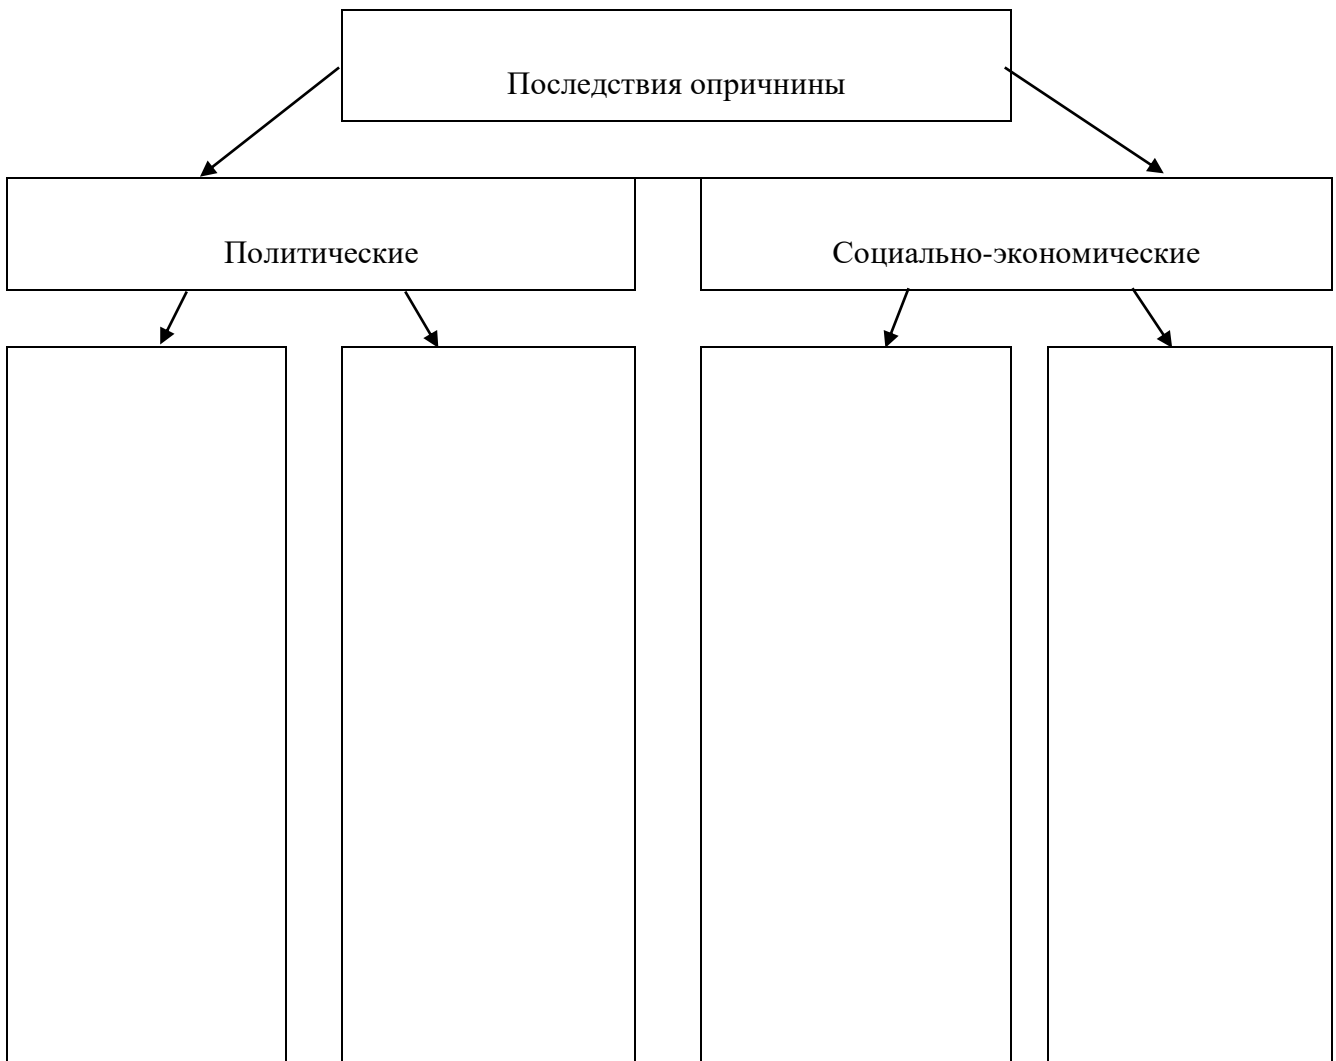 Последствия опричнины
Политические
Социально-экономические